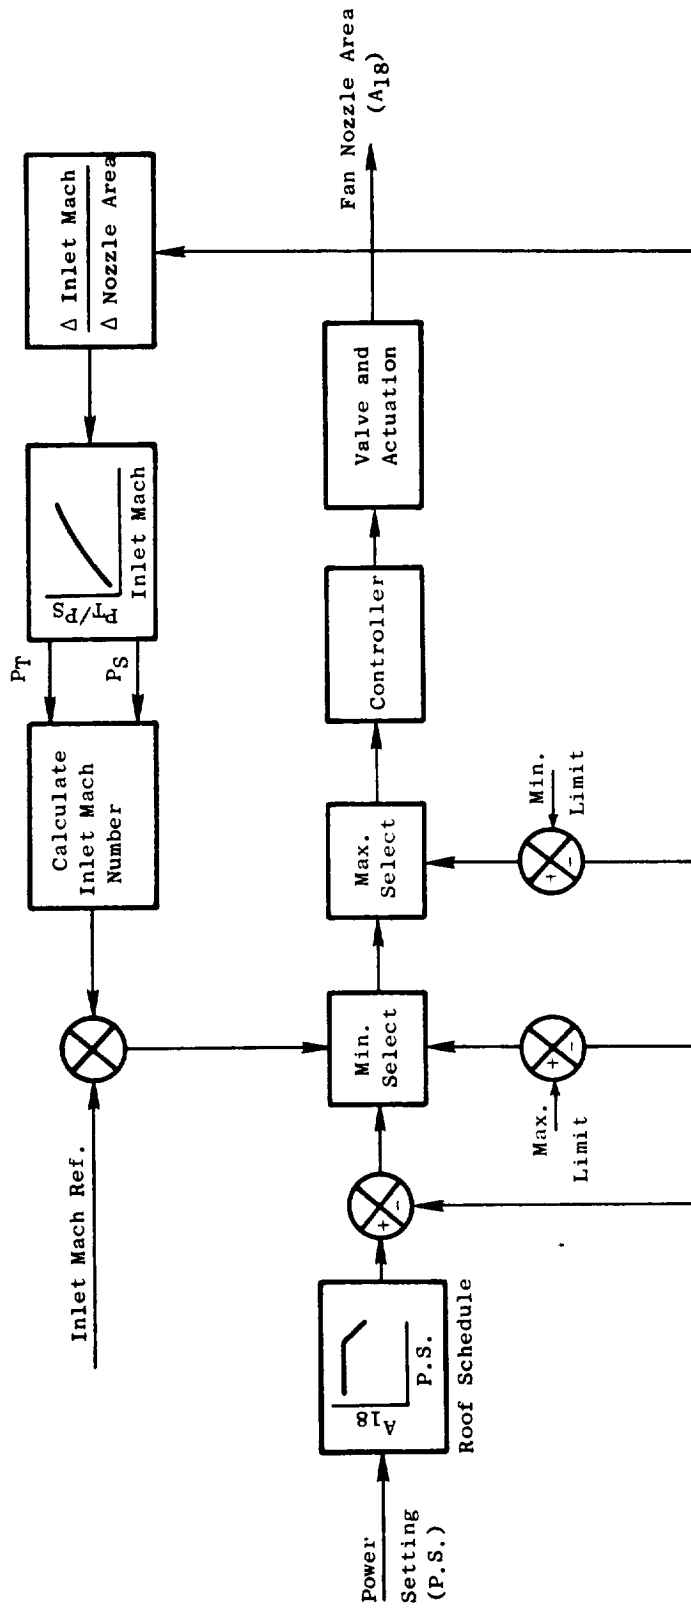 Inlet Mach Ref.
Calculate
Inlet Mach
Number
PT
PS
PT/PS
Inlet Mach
Δ Inlet Mach
Δ Nozzle Area
Power
Setting
(P.S.)
A18
P.S.
Roof Schedule
+
-
Min.
Select
Max.
Select
Controller
Valve and
Actuation
Fan Nozzle Area
(A18)
Max.
Limit
+
-
Min.
Limit
+
-